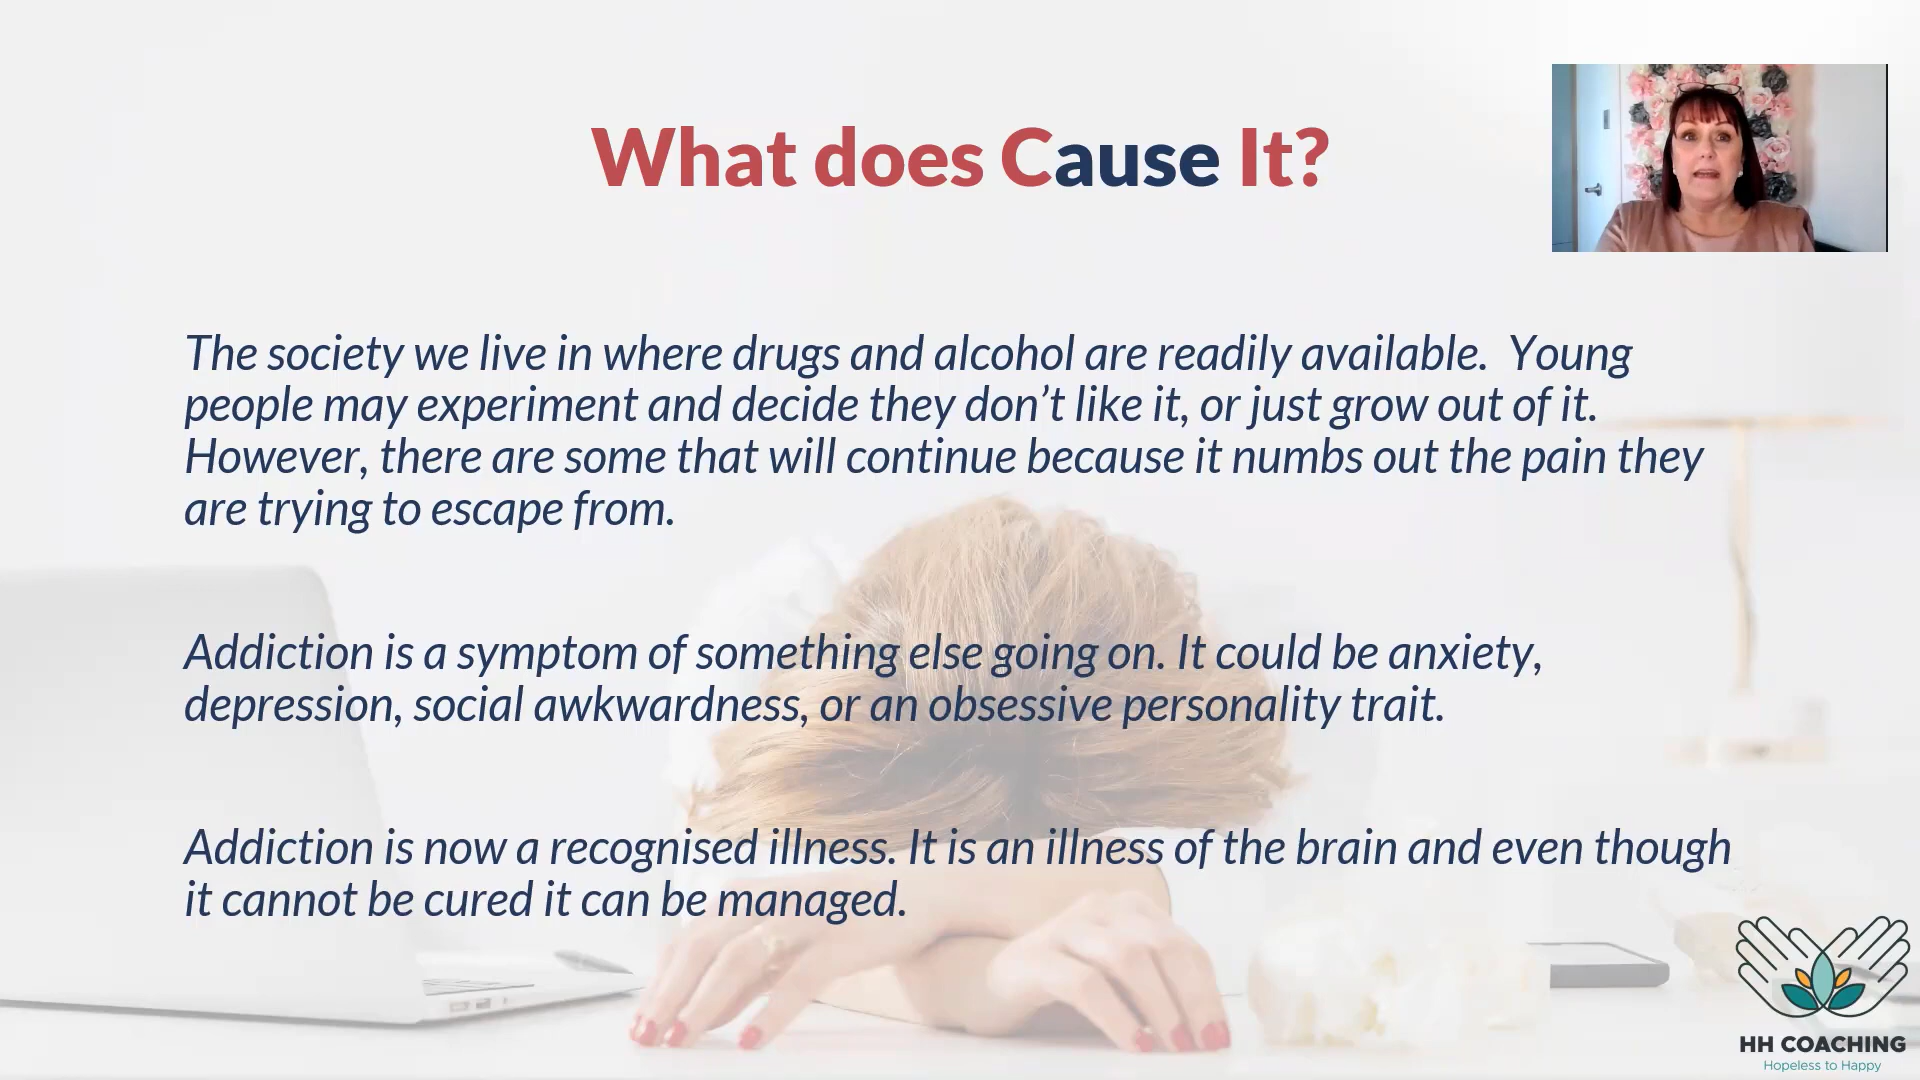 What does Cause It?
The society we live in where drugs and alcohol are readily available.  Young
people may experiment and decide they don’t like it, or just grow out of it.
However, there are some that will continue because it numbs out the pain they
are trying to escape from.
Addiction is a symptom of something else going on. It could be anxiety,
depression, social awkwardness, or an obsessive personality trait.
Addiction is now a recognised illness. It is an illness of the brain and even though
it cannot be cured it can be managed.
HH COACHING
Hopeless to Happy